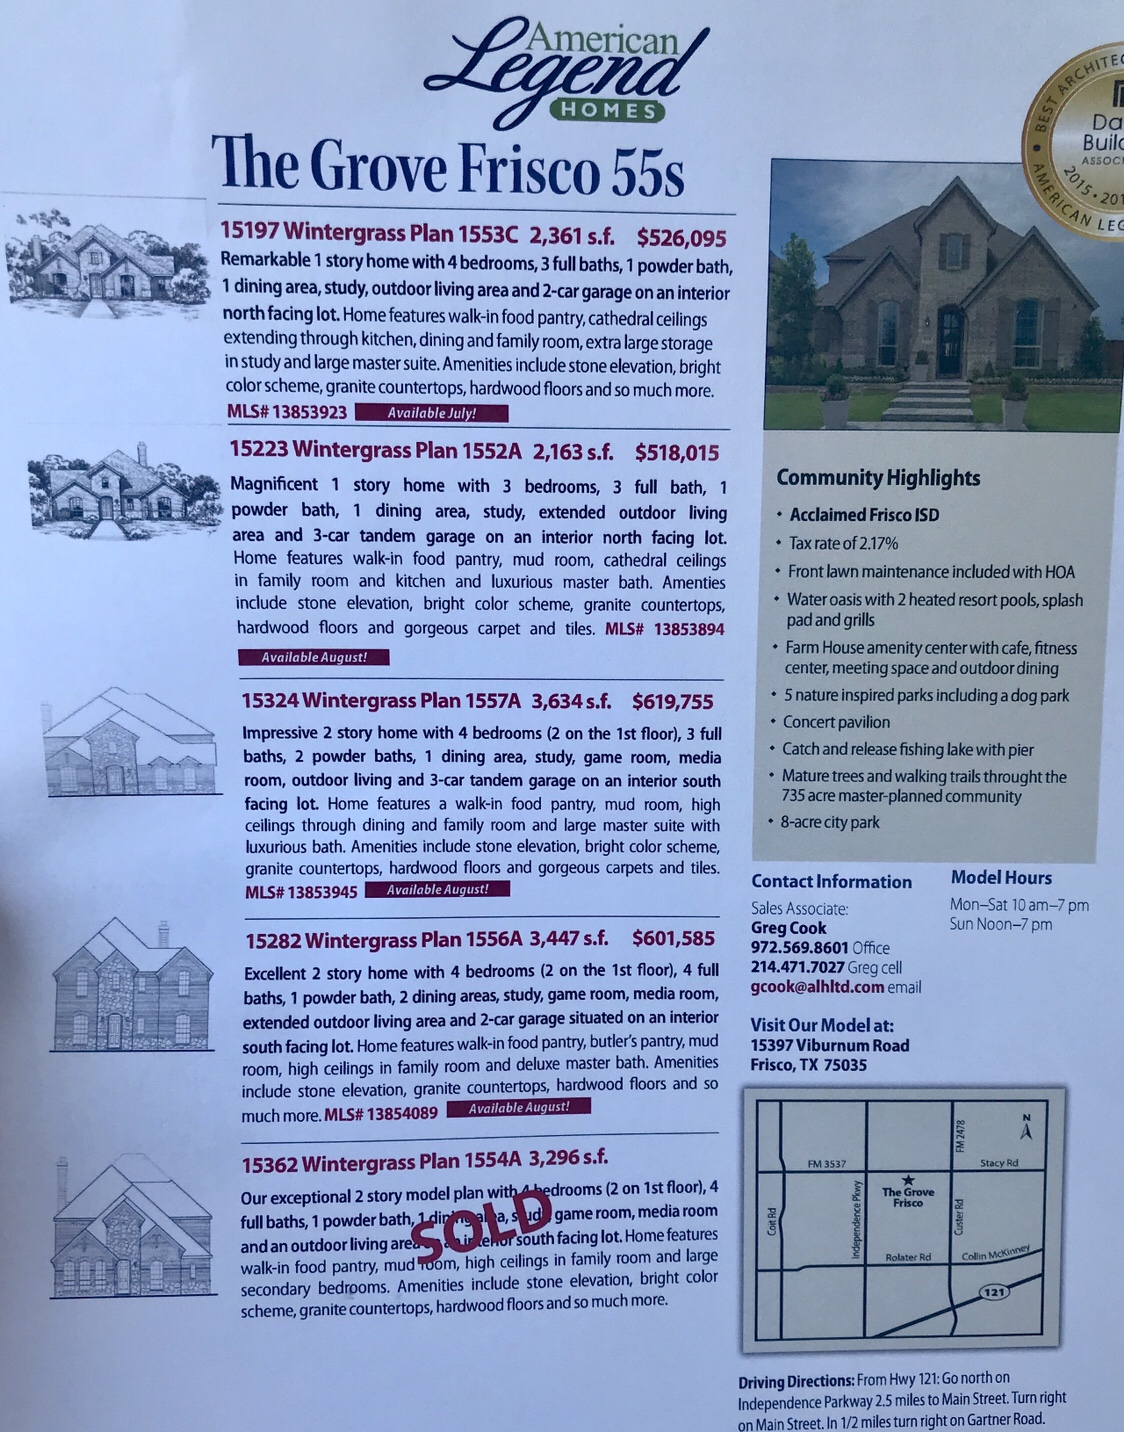 American
Legend
HOMES
The Grove Frisco 55s
15197 Wintergrass Plan 1553C 2,361 s.f. $526,095
Remarkable 1 story home with 4 bedrooms, 3 full baths, 1 powder bath,
1 dining area, study, outdoor living area and 2-car garage on an interior
north facing lot. Home features walk-in food pantry, cathedral ceilings
extending through kitchen, dining and family room, extra large storage
in study and large master suite. Amenities include stone elevation, bright
color scheme, granite countertops, hardwood floors and so much more.
MLS# 13853923 Available July!
15223 Wintergrass Plan 1552A 2,163 s.f. $518,015
Magnificent 1 story home with 3 bedrooms, 3 full bath, 1
powder bath, 1 dining area, study, extended outdoor living
area and 3-car tandem garage on an interior north facing lot.
Home features walk-in food pantry, mud room, cathedral ceilings
in family room and kitchen and luxurious master bath. Amenties
include stone elevation, bright color scheme, granite countertops,
hardwood floors and gorgeous carpet and tiles. MLS# 13853894
Available August!
15324 Wintergrass Plan 1557A 3,634 s.f. $619,755
Impressive 2 story home with 4 bedrooms (2 on the 1st floor), 3 full
baths, 2 powder baths, 1 dining area, study, game room, media
room, outdoor living and 3-car tandem garage on an interior south
facing lot. Home features a walk-in food pantry, mud room, high
ceilings through dining and family room and large master suite with
luxurious bath. Amenities include stone elevation, bright color scheme,
granite countertops, hardwood floors and gorgeous carpets and tiles.
MLS# 13853945 Available August!
15282 Wintergrass Plan 1556A 3,447 s.f. $601,585
Excellent 2 story home with 4 bedrooms (2 on the 1st floor), 4 full
baths, 1 powder bath, 2 dining areas, study, game room, media room,
extended outdoor living area and 2-car garage situated on an interior
south facing lot. Home features walk-in food pantry, butler's pantry, mud
room, high ceilings in family room and deluxe master bath. Amenities
include stone elevation, granite countertops, hardwood floors and so
much more. MLS# 13854089 Available August!
15362 Wintergrass Plan 1554A 3,296 s.f.
Our exceptional 2 story model plan with 4 bedrooms (2 on 1st floor), 4
full baths, 1 powder bath, 1 dining area, study, game room, media room
and an outdoor living area interior south facing lot. Home features
walk-in food pantry, mud room, high ceilings in family room and large
secondary bedrooms. Amenities include stone elevation, bright color
scheme, granite countertops, hardwood floors and so much more.
SOLD
BEST ARCHITEC
Da
Build
ASSOC
2015 • 201
AMERICAN LEG
Community Highlights
• Acclaimed Frisco ISD
• Tax rate of 2.17%
• Front lawn maintenance included with HOA
• Water oasis with 2 heated resort pools, splash
pad and grills
• Farm House amenity center with cafe, fitness
center, meeting space and outdoor dining
• 5 nature inspired parks including a dog park
• Concert pavilion
• Catch and release fishing lake with pier
• Mature trees and walking trails throught the
735 acre master-planned community
• 8-acre city park
Contact Information
Sales Associate:
Greg Cook
972.569.8601 Office
214.471.7027 Greg cell
gcook@alhltd.com email
Model Hours
Mon–Sat 10 am–7 pm
Sun Noon–7 pm
Visit Our Model at:
15397 Viburnum Road
Frisco, TX 75035
N
FM 2478
FM 3537
Stacy Rd
The Grove
Frisco
Coit Rd
Independence Pkwy
Custer Rd
Rolater Rd
Collin McKinney
121
Driving Directions: From Hwy 121: Go north on
Independence Parkway 2.5 miles to Main Street. Turn right
on Main Street. In 1/2 miles turn right on Gartner Road.